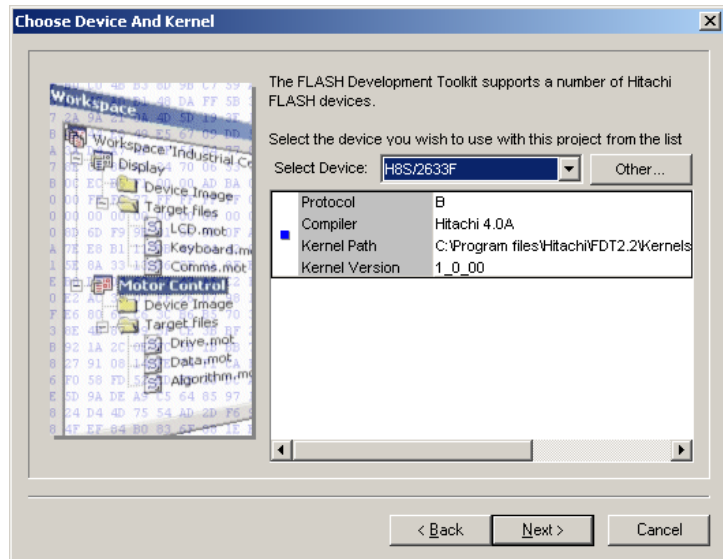 Choose Device And Kernel
The FLASH Development Toolkit supports a number of Hitachi
FLASH devices.
Select the device you wish to use with this project from the list
Select Device:
H8S/2633F
Other...
Protocol B
Compiler Hitachi 4.0A
Kernel Path C:\Program files\Hitachi\FDT2.2\Kernels
Kernel Version 1_0_00
Workspace
Workspace 'Industrial
Display
Device Image
Target files
LCD.mot
Keyboard.m
Comms.mot
Motor Control
Device Image
Target files
Drive.mot
Data.mot
Algorithm.mo
< Back
Next >
Cancel